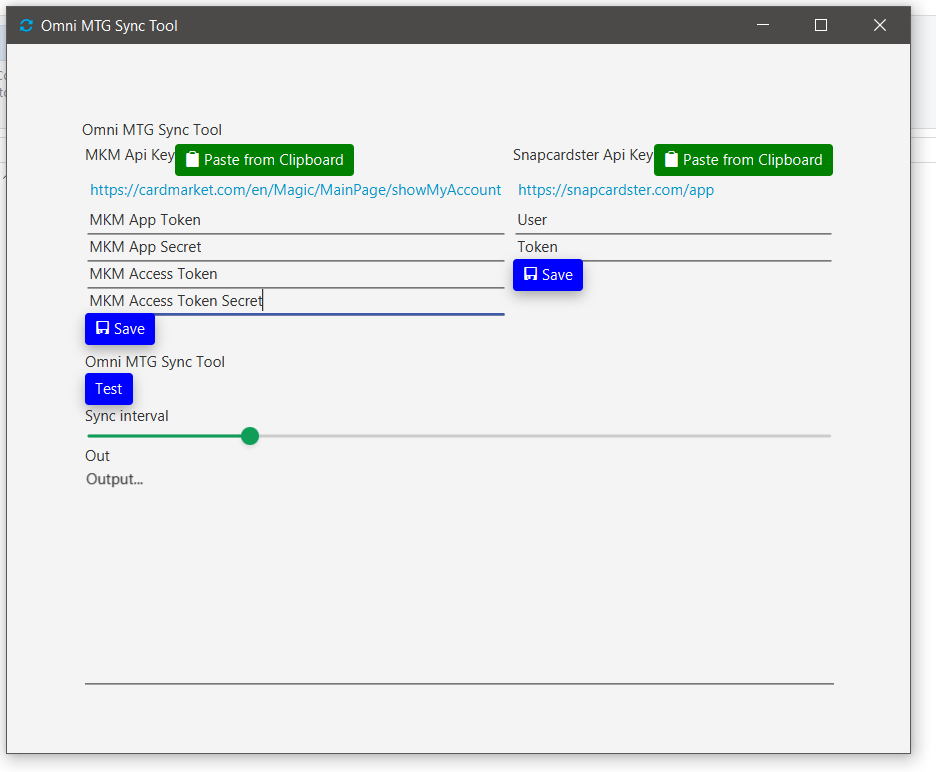 Omni MTG Sync Tool
Omni MTG Sync Tool
MKM Api Key Paste from Clipboard Snapcardster Api Key Paste from Clipboard
https://cardmarket.com/en/Magic/MainPage/showMyAccount https://snapcardster.com/app
MKM App Token User
MKM App Secret Token
MKM Access Token Save
MKM Access Token Secret
Save
Omni MTG Sync Tool
Test
Sync interval
Out
Output...